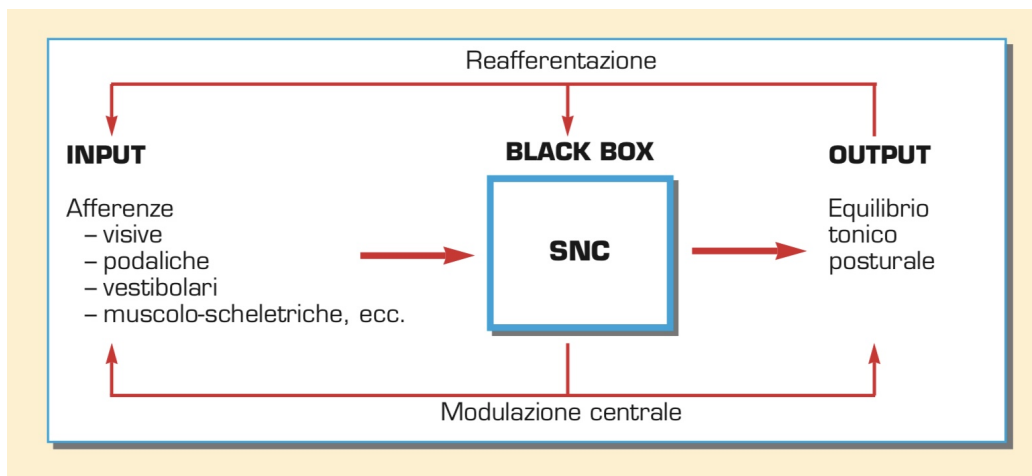 Reafferentazione
INPUT
BLACK BOX
OUTPUT
Afferenze
– visive
– podaliche
– vestibolari
– muscolo-scheletriche, ecc.
SNC
Equilibrio
tonico
posturale
Modulazione centrale